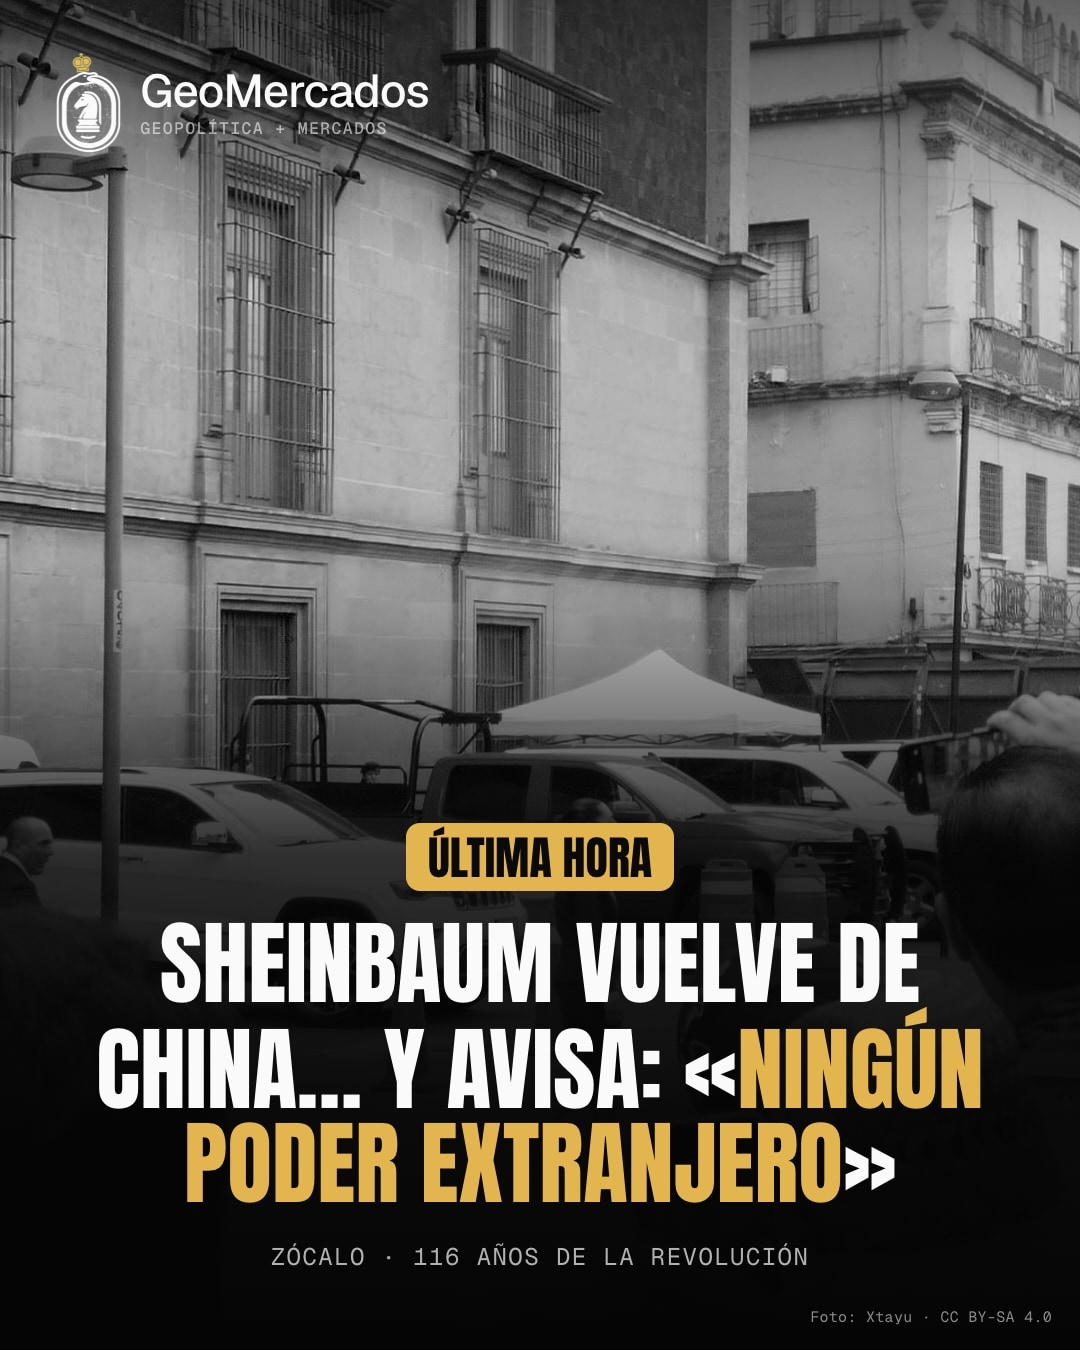 GeoMercados
GEOPOLÍTICA + MERCADOS
ÚLTIMA HORA
SHEINBAUM VUELVE DE
CHINA... Y AVISA: «NINGÚN
PODER EXTRANJERO»
ZÓCALO · 116 AÑOS DE LA REVOLUCIÓN
Foto: Xtayu · CC BY-SA 4.0